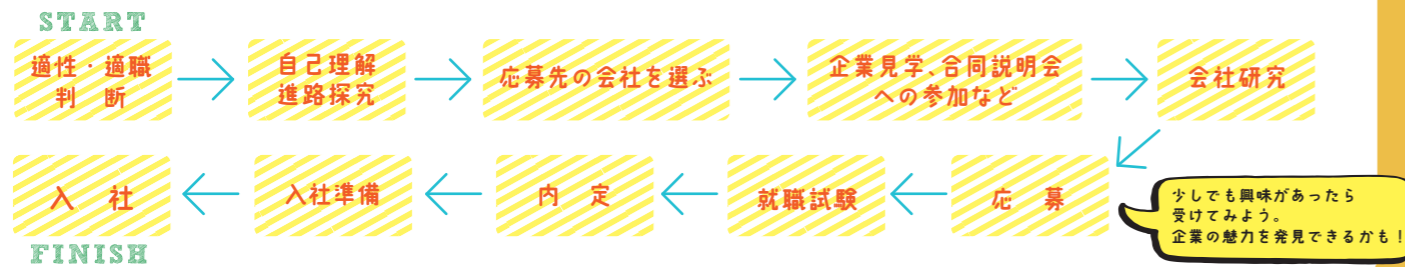 START
適性・適職
判 断
自己理解
進路探究
応募先の会社を選ぶ
企業見学、合同説明会
への参加など
会社研究
応 募
少しでも興味があったら
受けてみよう。
企業の魅力を発見できるかも!
就職試験
内 定
入社準備
入 社
FINISH